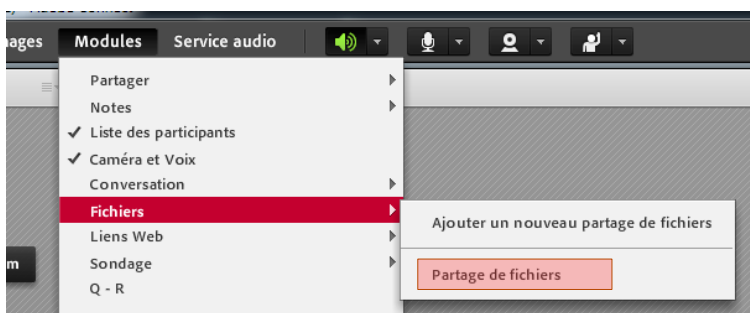 Modules Service audio
Partager
Notes
Liste des participants
Caméra et Voix
Conversation
Fichiers
Ajouter un nouveau partage de fichiers
Liens Web
Sondage
Partage de fichiers
Q - R